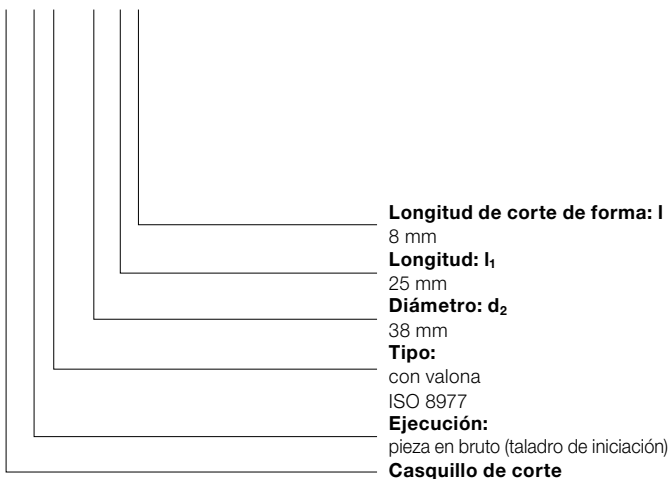 Longitud de corte de forma: l
8 mm
Longitud: l₁
25 mm
Diámetro: d₂
38 mm
Tipo:
con valona
ISO 8977
Ejecución:
pieza en bruto (taladro de iniciación)
Casquillo de corte